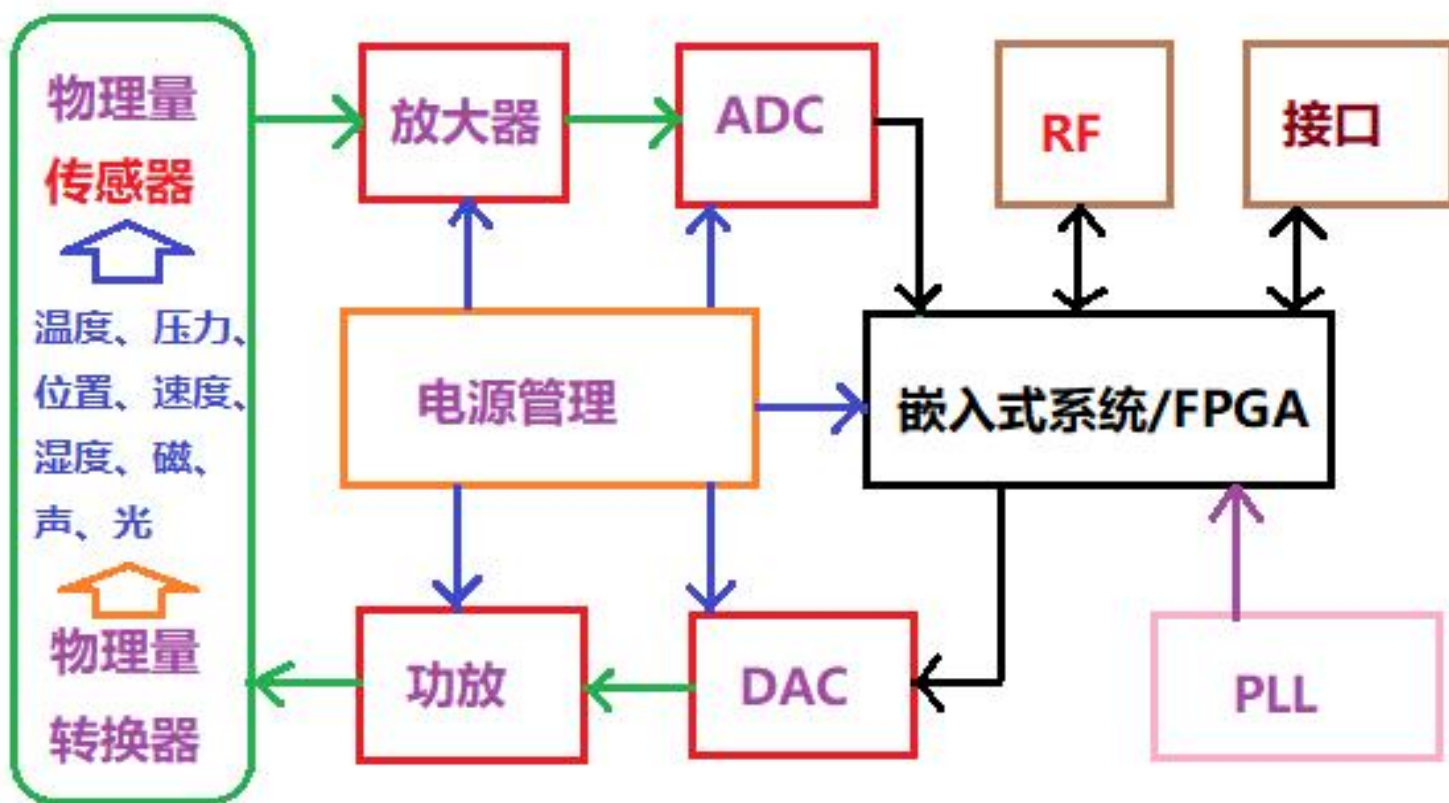 物理量
传感器
温度、压力、
位置、速度、
湿度、磁、
声、光
物理量
转换器
放大器
ADC
RF
接口
电源管理
嵌入式系统/FPGA
功放
DAC
PLL